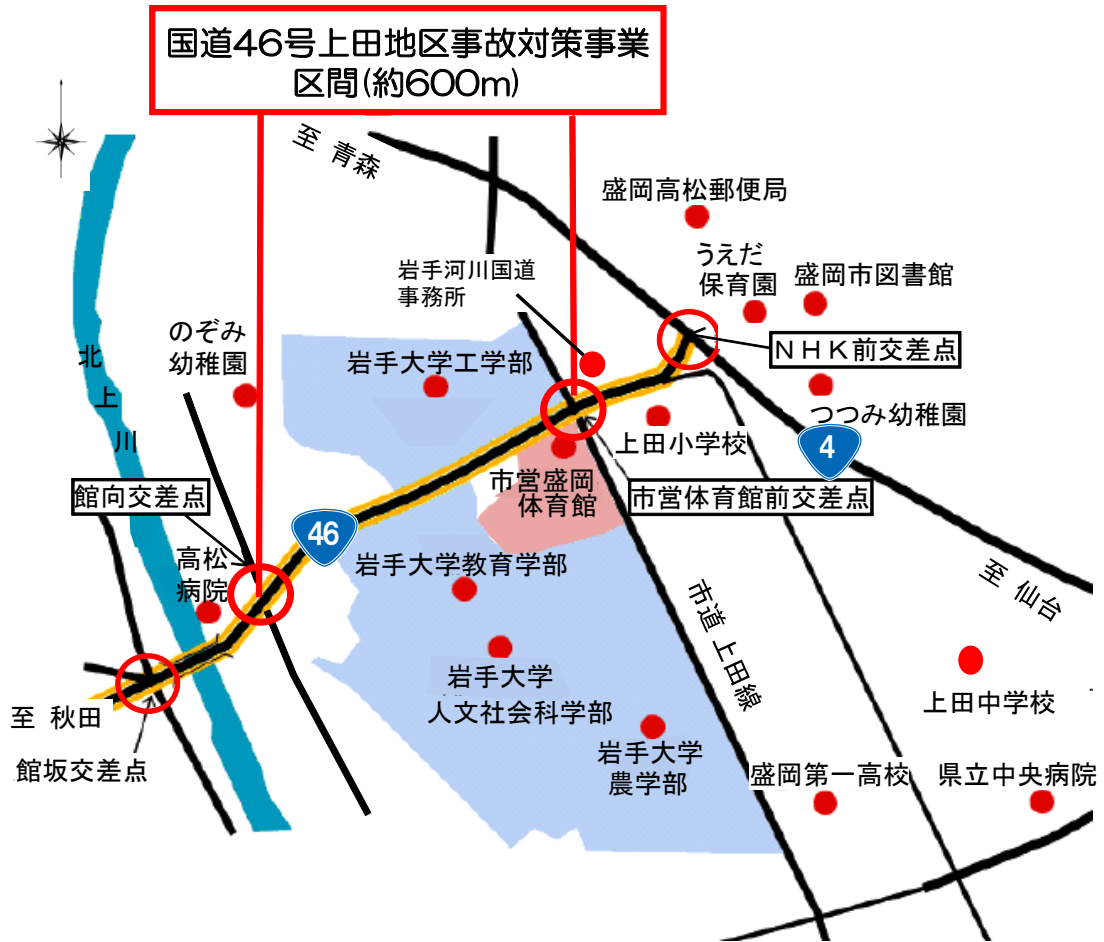 国道46号上田地区事故対策事業
区間(約600m)
至 青森
盛岡高松郵便局
うえだ
保育園
盛岡市図書館
岩手河川国道
事務所
のぞみ
幼稚園
岩手大学工学部
NHK前交差点
北上川
つつみ幼稚園
上田小学校
4
館向交差点
市営盛岡
体育館
市営体育館前交差点
46
高松
病院
岩手大学教育学部
至 仙台
市道 上田線
岩手大学
人文社会科学部
上田中学校
至 秋田
館坂交差点
岩手大学
農学部
盛岡第一高校
県立中央病院